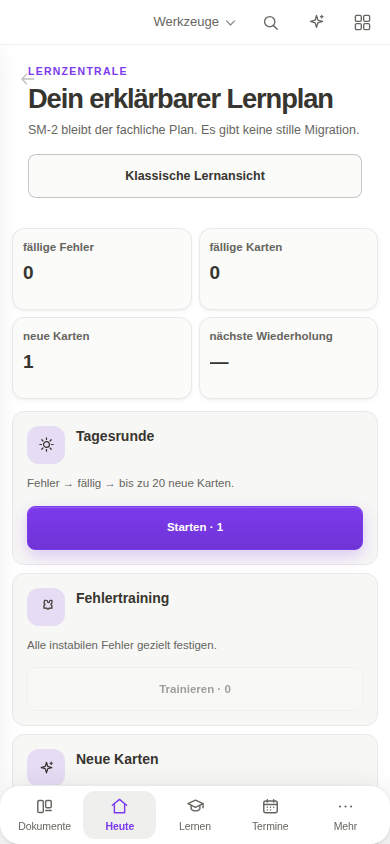 Werkzeuge
LERNZENTRALE
Dein erklärbarer Lernplan
SM-2 bleibt der fachliche Plan. Es gibt keine stille Migration.
Klassische Lernansicht
fällige Fehler
0
fällige Karten
0
neue Karten
1
nächste Wiederholung
—
Tagesrunde
Fehler → fällig → bis zu 20 neue Karten.
Starten · 1
Fehlertraining
Alle instabilen Fehler gezielt festigen.
Trainieren · 0
Neue Karten
Dokumente
Heute
Lernen
Termine
Mehr